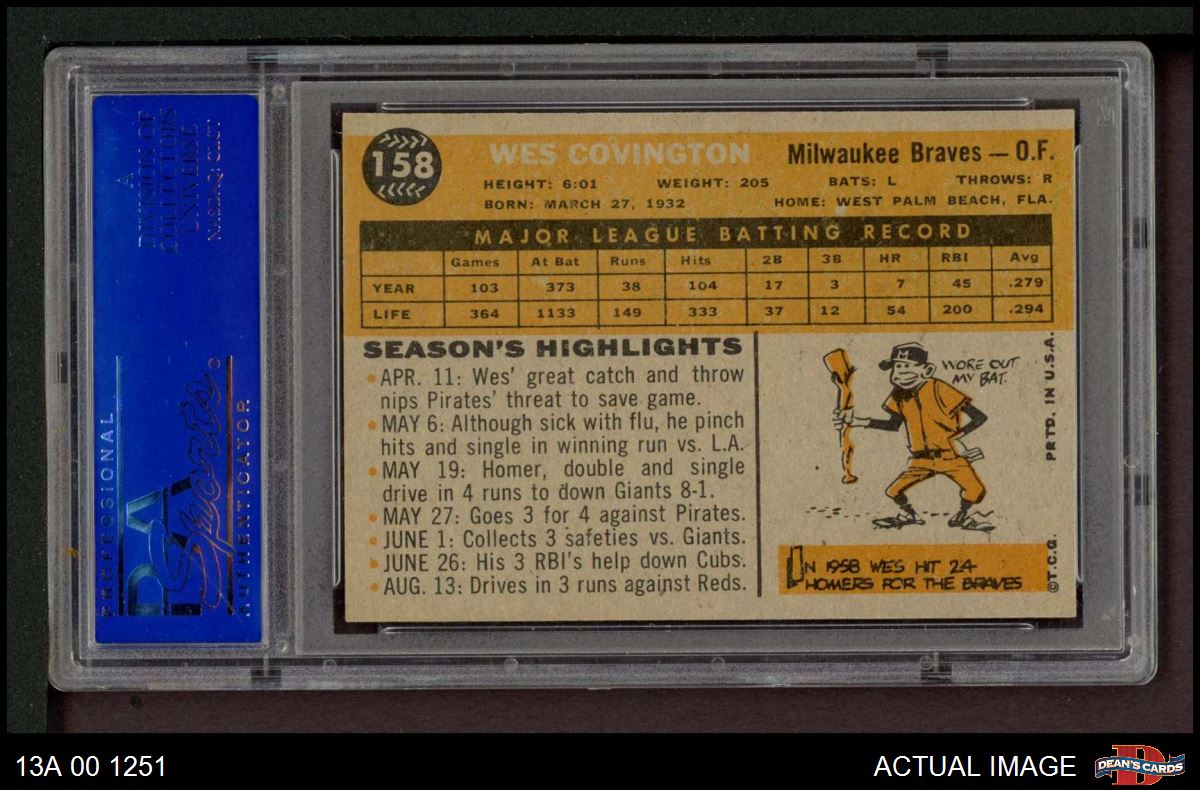 A
DIVISION OF
COLLECTORS
UNIVERSE
NASDAQ: CLCT
PROFESSIONAL
PSA
Sports
AUTHENTICATOR
158
WES COVINGTON
Milwaukee Braves — O.F.
HEIGHT: 6:01 WEIGHT: 205 BATS: L THROWS: R
BORN: MARCH 27, 1932 HOME: WEST PALM BEACH, FLA.
MAJOR LEAGUE BATTING RECORD
Games At Bat Runs Hits 2B 3B HR RBI Avg
YEAR 103 373 38 104 17 3 7 45 .279
LIFE 364 1133 149 333 37 12 54 200 .294
SEASON'S HIGHLIGHTS
• APR. 11: Wes' great catch and throw
nips Pirates' threat to save game.
• MAY 6: Although sick with flu, he pinch
hits and single in winning run vs. L.A.
• MAY 19: Homer, double and single
drive in 4 runs to down Giants 8-1.
• MAY 27: Goes 3 for 4 against Pirates.
• JUNE 1: Collects 3 safeties vs. Giants.
• JUNE 26: His 3 RBI's help down Cubs.
• AUG. 13: Drives in 3 runs against Reds.
M
WORE OUT
MY BAT.
IN 1958 WES HIT 24
HOMERS FOR THE BRAVES
©T.C.G. PRTD. IN U.S.A.
13A 00 1251
ACTUAL IMAGE
D
DEAN'S CARDS